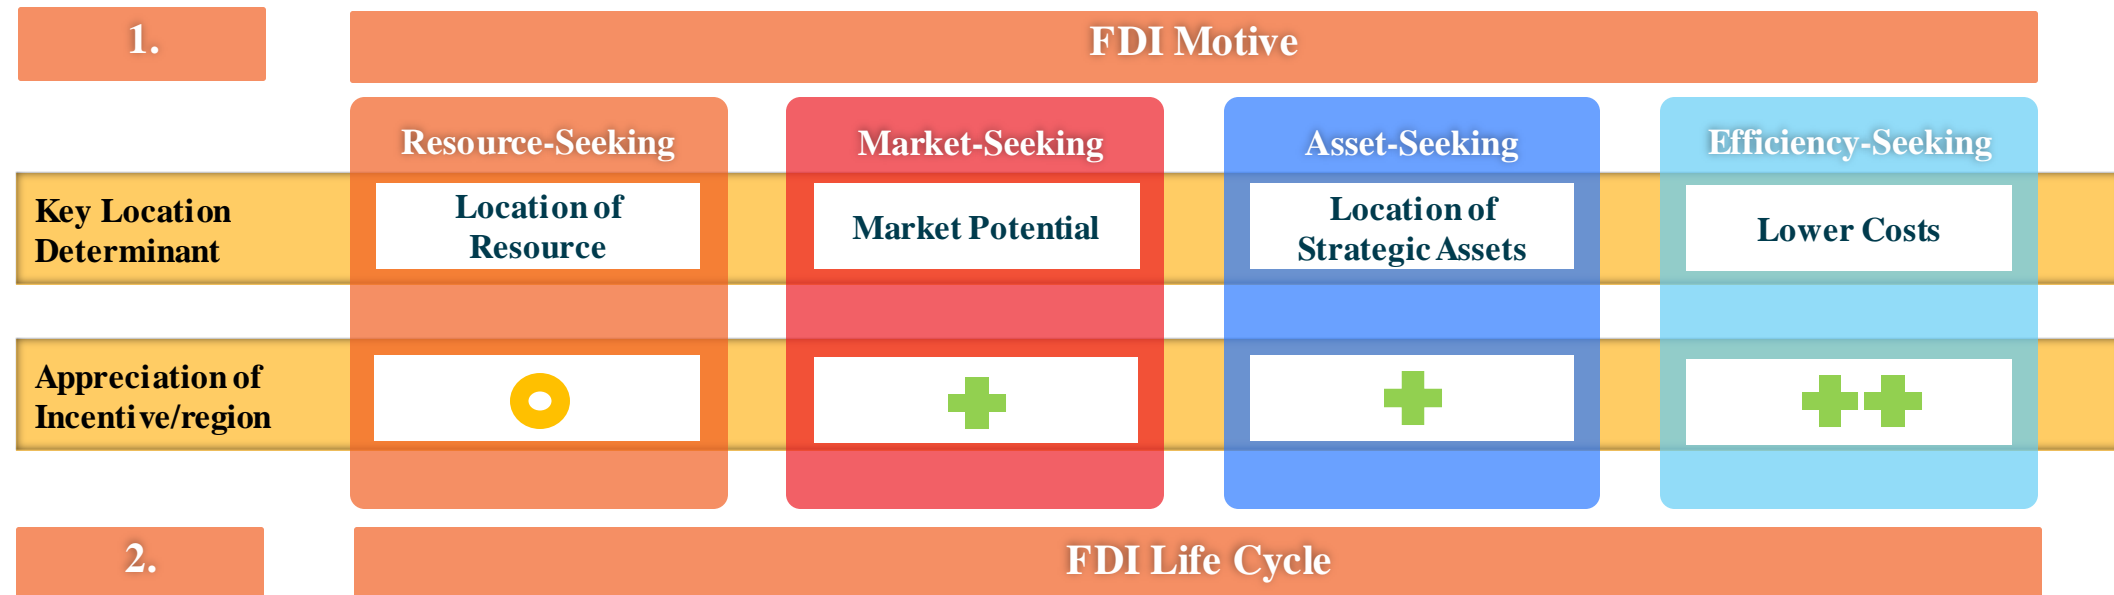 1.
FDI Motive
Resource-Seeking
Market-Seeking
Asset-Seeking
Efficiency-Seeking
Key Location
Determinant
Location of
Resource
Market Potential
Location of
Strategic Assets
Lower Costs
Appreciation of
Incentive/region
2.
FDI Life Cycle